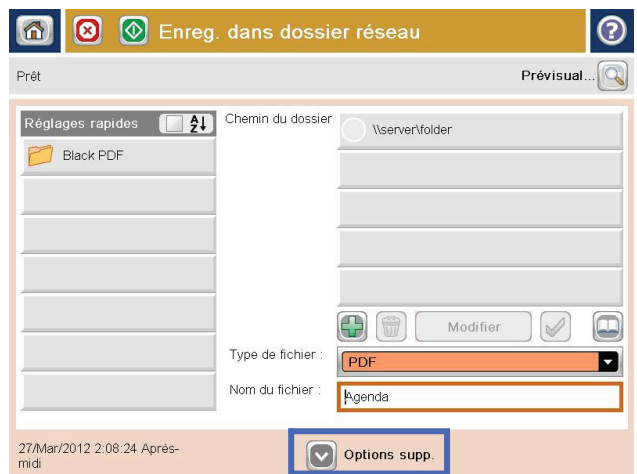 Enreg. dans dossier réseau
Prêt
Prévisual...
Réglages rapides
Chemin du dossier
\\server\folder
Black PDF
Modifier
Type de fichier :
PDF
Nom du fichier :
Agenda
27/Mar/2012 2:08:24 Après-
midi
Options supp.